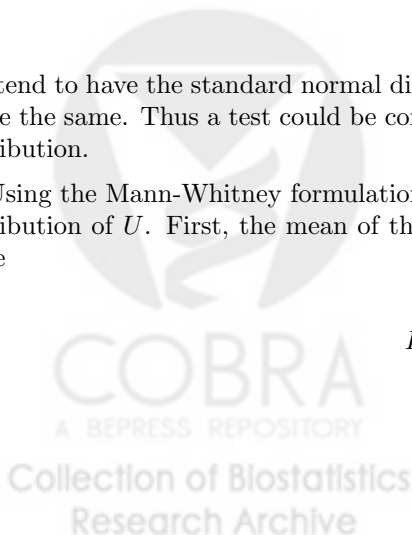 tend to have the standard normal di
e the same. Thus a test could be con
ibution.
Using the Mann-Whitney formulation
ibution of U. First, the mean of th
e
COBRA
A BEPRESS REPOSITORY
Collection of Biostatistics
Research Archive